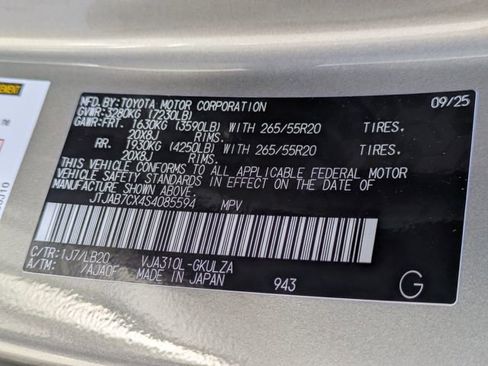 MFD.BY:TOYOTA MOTOR CORPORATION 09/25
GVWR:3280KG (7230LB)
GAWR-FRT. 1630KG (3590LB) WITH 265/55R20 TIRES.
20X8J RIMS.
RR. 1930KG (4250LB) WITH 265/55R20 TIRES.
20X8J RIMS.
THIS VEHICLE CONFORMS TO ALL APPLICABLE FEDERAL MOTOR
VEHICLE SAFETY STANDARDS IN EFFECT ON THE DATE OF
MANUFACTURE SHOWN ABOVE.
JTJAB7CX4S4085594 MPV
C/TR:1J7/LB20 VJA310L-GKULZA
A/TM: /AJA0F MADE IN JAPAN 943 G